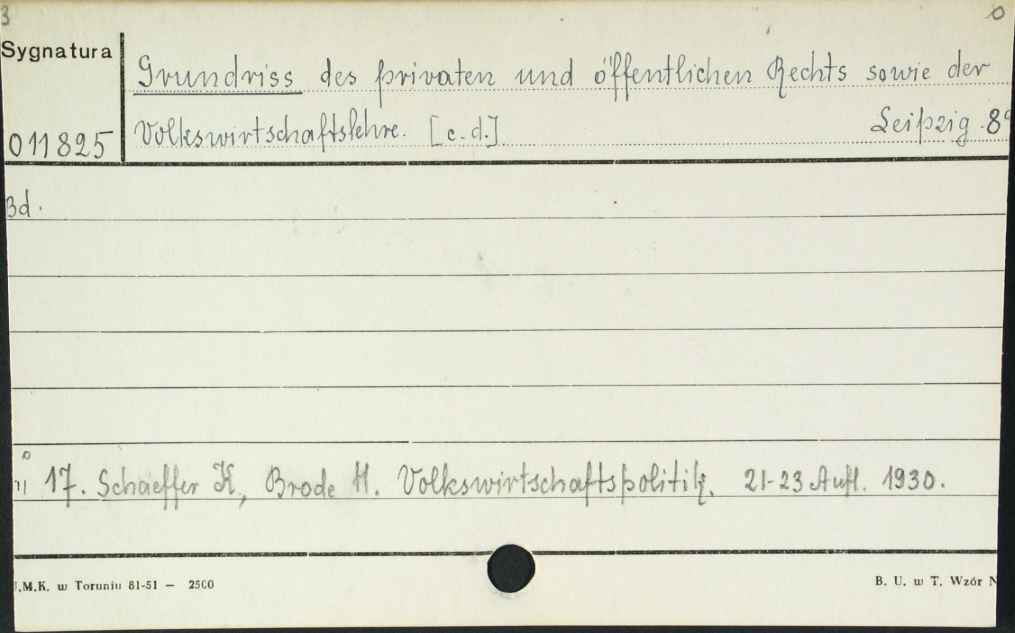 3 0
Sygnatura
Grundriss des privaten und öffentlichen Rechts sowie der
011825 Volkswirtschaftslehre. [c.d.] Leipzig 8°
Bd.
17. Schaeffer K., Brode H. Volkswirtschaftspolitik. 21-23 Aufl. 1930.
.M.K. w Toruniu 81-51 — 2500 B. U. w T. Wzór N